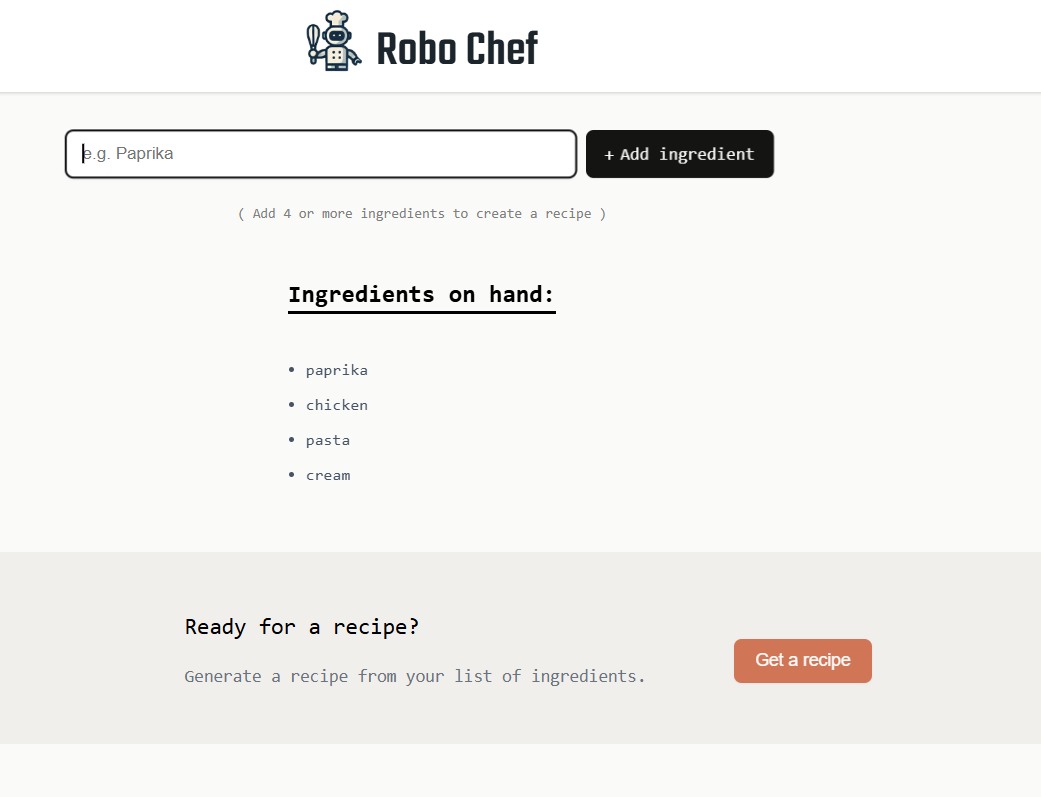 Robo Chef
e.g. Paprika
+ Add ingredient
( Add 4 or more ingredients to create a recipe )
Ingredients on hand:
• paprika
• chicken
• pasta
• cream
Ready for a recipe?
Generate a recipe from your list of ingredients.
Get a recipe